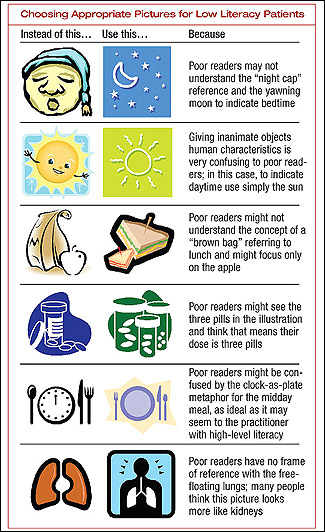 Choosing Appropriate Pictures for Low Literacy Patients
Instead of this... Use this... Because
Poor readers may not
understand the “night cap”
reference and the yawning
moon to indicate bedtime
Giving inanimate objects
human characteristics is
very confusing to poor read-
ers; in this case, to indicate
daytime use simply the sun
Poor readers might not
understand the concept of a
“brown bag” referring to
lunch and might focus only
on the apple
Poor readers might see the
three pills in the illustration
and think that means their
dose is three pills
Poor readers might be con-
fused by the clock-as-plate
metaphor for the midday
meal, as ideal as it may
seem to the practitioner
with high-level literacy
Poor readers have no frame
of reference with the free-
floating lungs; many people
think this picture looks
more like kidneys